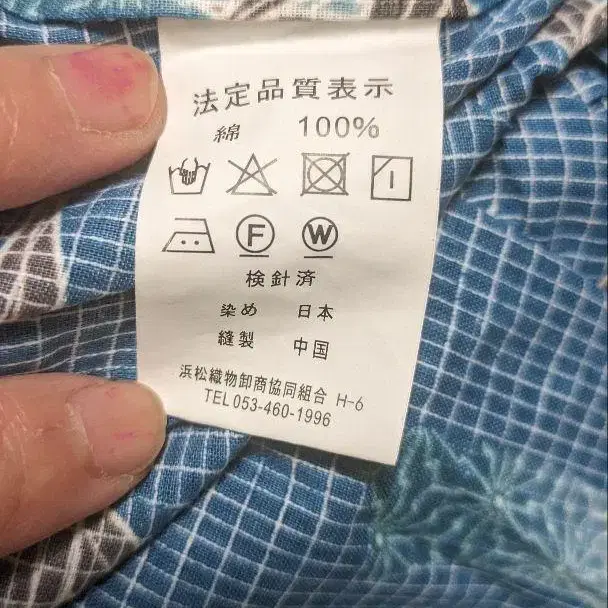 法定品質表示
綿 100%
F W
検針済
染め 日本
縫製 中国
浜松織物卸商協同組合 H-6
TEL 053-460-1996